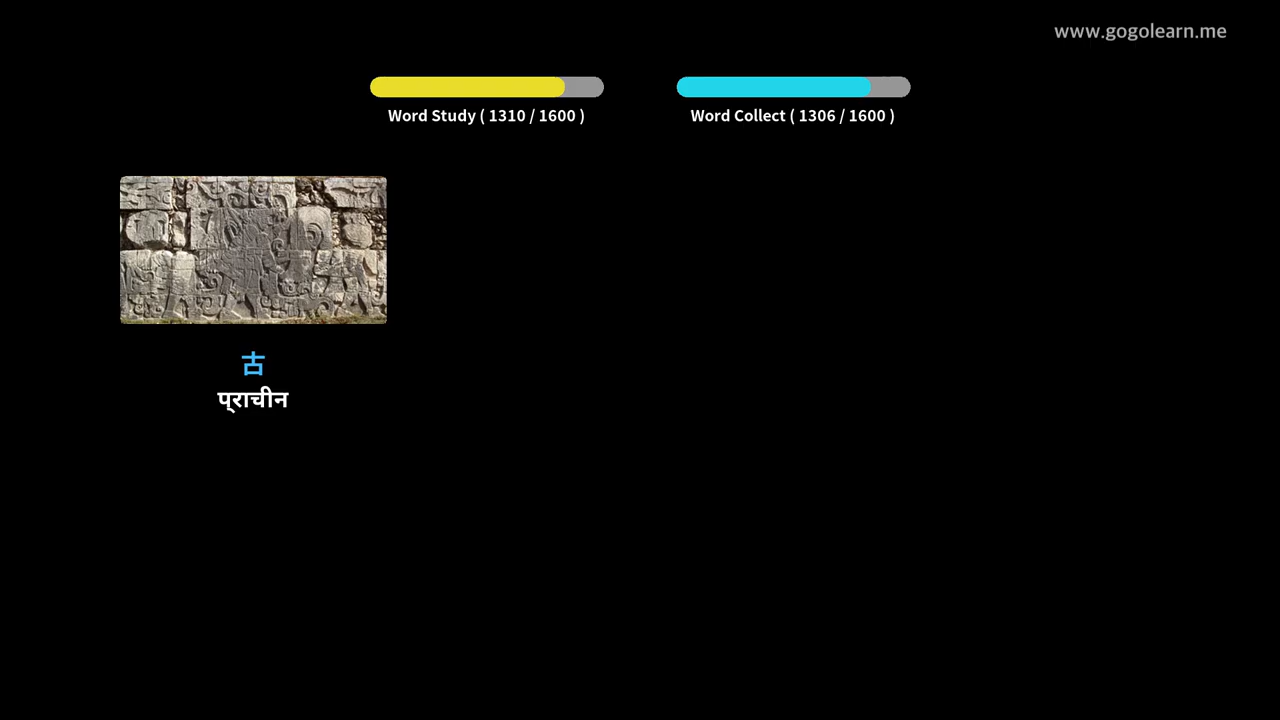 www.gogolearn.me
Word Study ( 1310 / 1600 )
Word Collect ( 1306 / 1600 )
古
प्राचीन